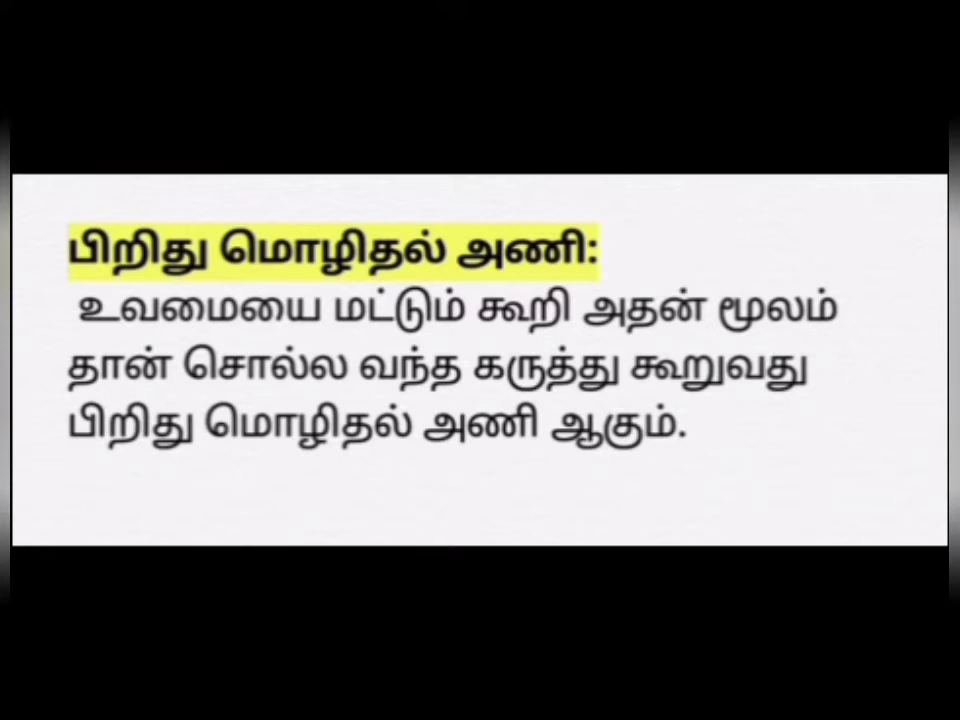 பிறிது மொழிதல் அணி:
உவமையை மட்டும் கூறி அதன் மூலம்
தான் சொல்ல வந்த கருத்து கூறுவது
பிறிது மொழிதல் அணி ஆகும்.